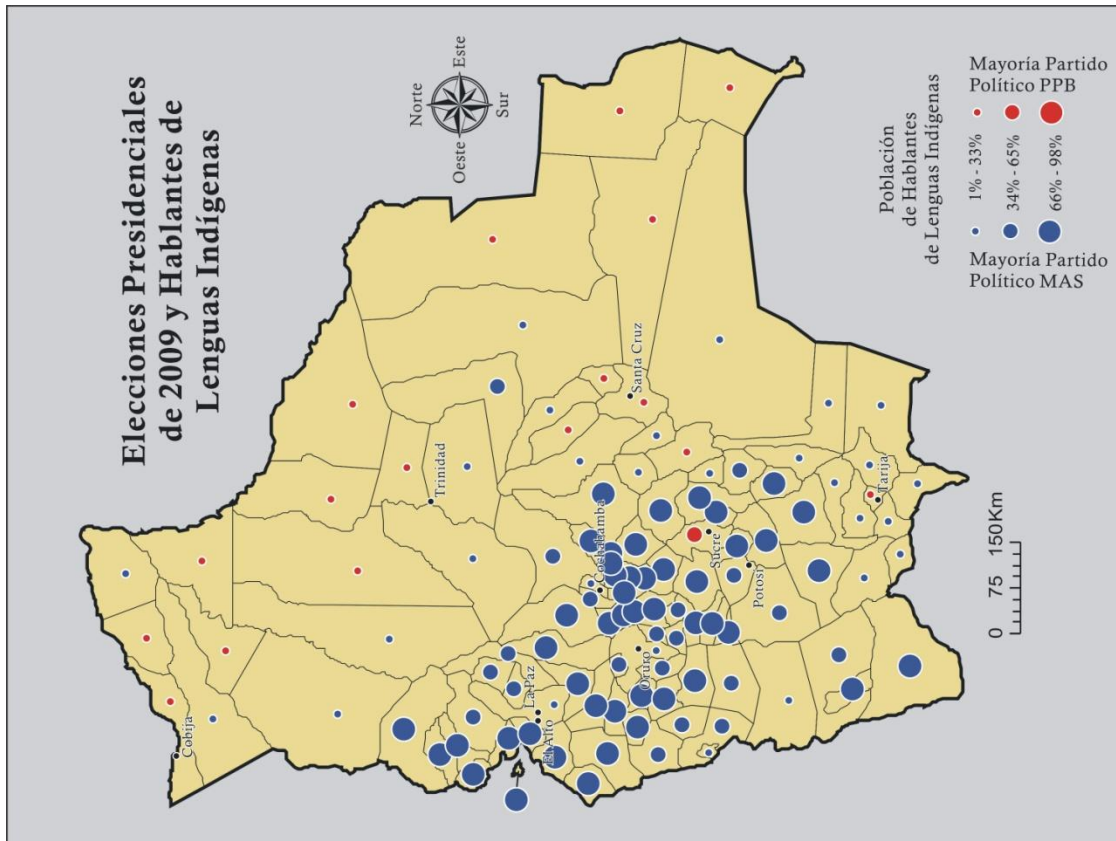 Elecciones Presidenciales
de 2009 y Hablantes de
Lenguas Indígenas
Norte
Oeste
Este
Sur
Cobija
Trinidad
La Paz
El Alto
Cochabamba
Santa Cruz
Oruro
Sucre
Potosí
Tarija
0 75 150Km
Población
de Hablantes
de Lenguas Indígenas
Mayoría Partido
Político MAS
1% - 33%
34% - 65%
66% - 98%
Mayoría Partido
Político PPB